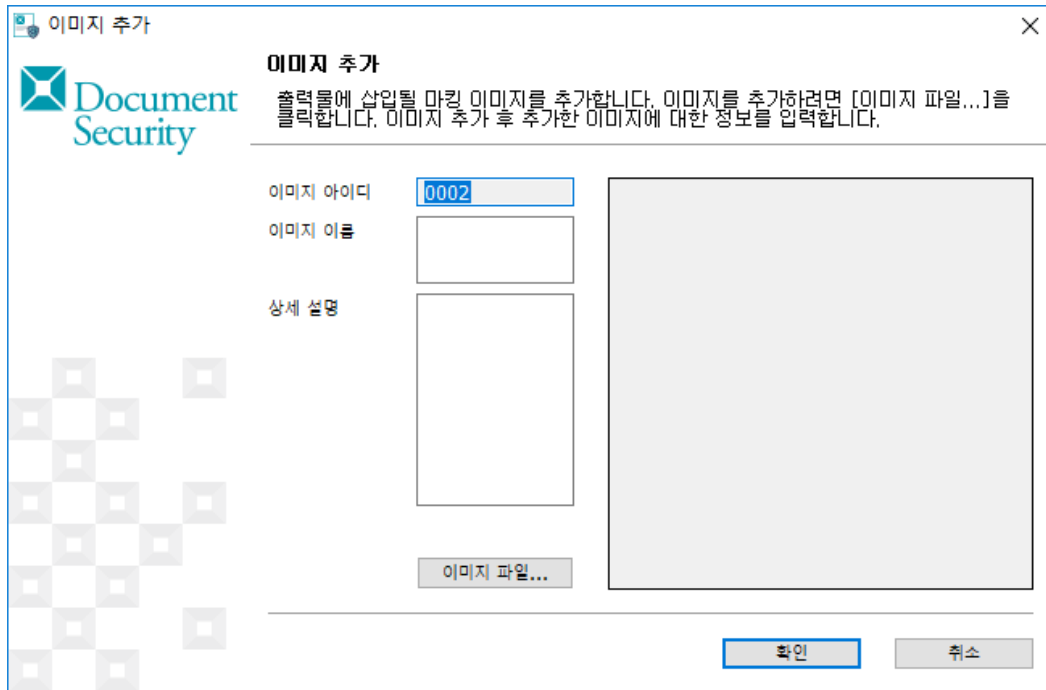 이미지 추가
Document
Security
이미지 추가
출력물에 삽입될 마킹 이미지를 추가합니다. 이미지를 추가하려면 [이미지 파일...]을
클릭합니다. 이미지 추가 후 추가한 이미지에 대한 정보를 입력합니다.
이미지 아이디
0002
이미지 이름
상세 설명
이미지 파일...
확인
취소